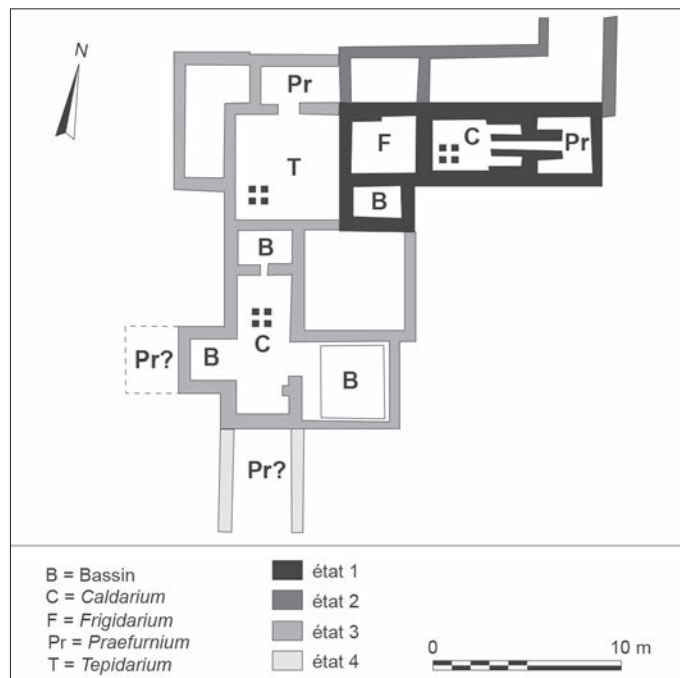 N
Pr
F
C
Pr
T
B
B
C
Pr?
B
B
Pr?
B = Bassin
C = Caldarium
F = Frigidarium
Pr = Praefurnium
T = Tepidarium
état 1
état 2
état 3
état 4
0 10 m